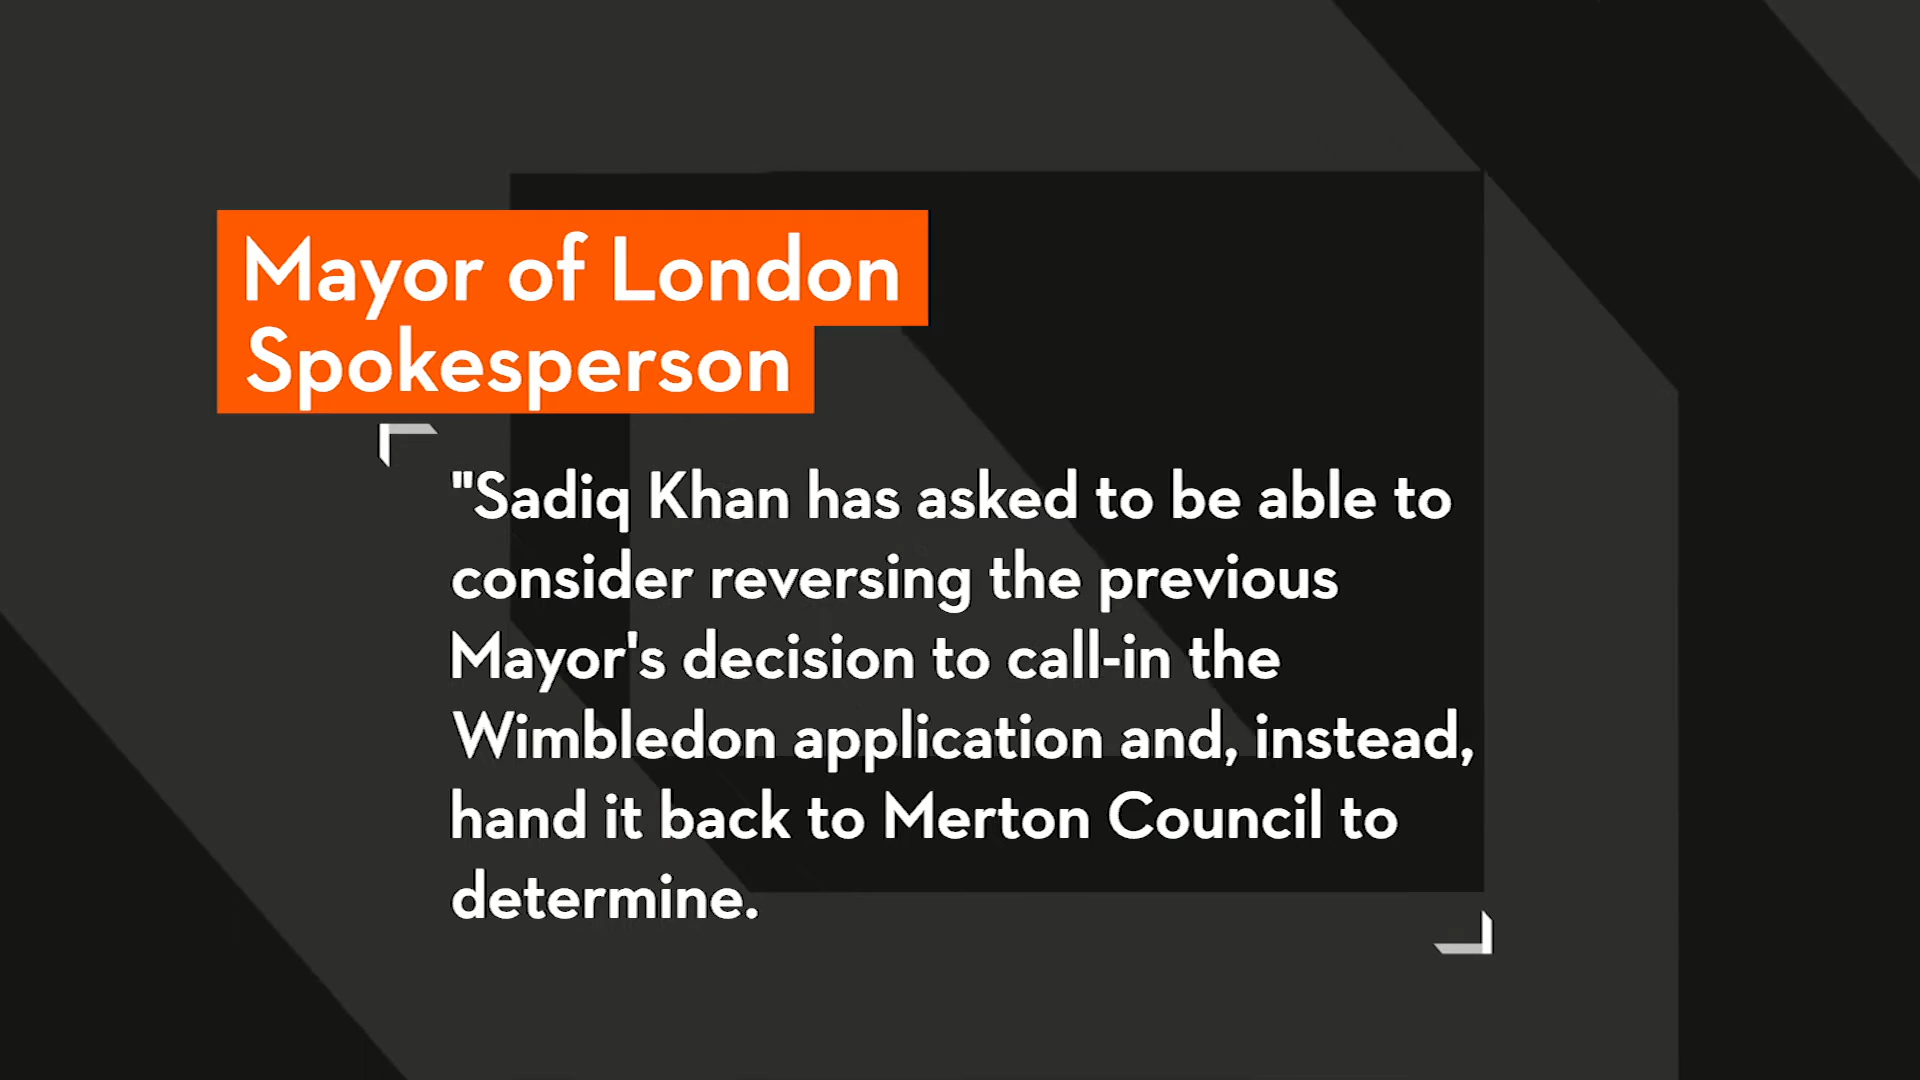 Mayor of London
Spokesperson
"Sadiq Khan has asked to be able to
consider reversing the previous
Mayor's decision to call-in the
Wimbledon application and, instead,
hand it back to Merton Council to
determine.